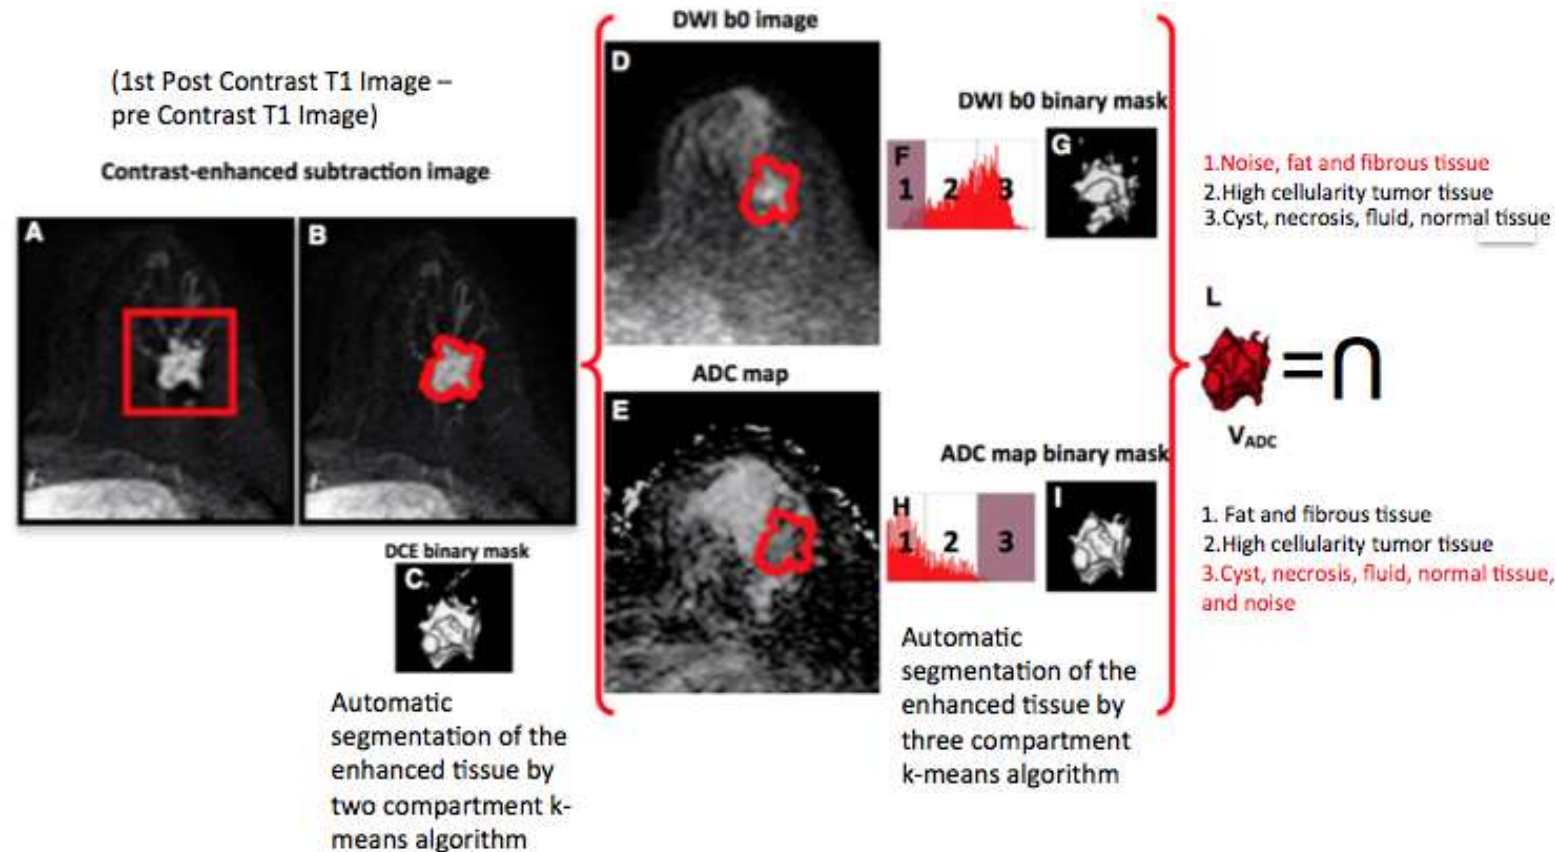 (1st Post Contrast T1 Image –
pre Contrast T1 Image)
Contrast-enhanced subtraction image
A
B
DCE binary mask
C
Automatic
segmentation of the
enhanced tissue by
two compartment k-
means algorithm
DWI b0 image
D
ADC map
E
DWI b0 binary mask
F
1 2 3
G
ADC map binary mask
H
1 2 3
I
Automatic
segmentation of the
enhanced tissue by
three compartment
k-means algorithm
1.Noise, fat and fibrous tissue
2.High cellularity tumor tissue
3.Cyst, necrosis, fluid, normal tissue
L
=∩
VADC
1. Fat and fibrous tissue
2.High cellularity tumor tissue
3.Cyst, necrosis, fluid, normal tissue,
and noise